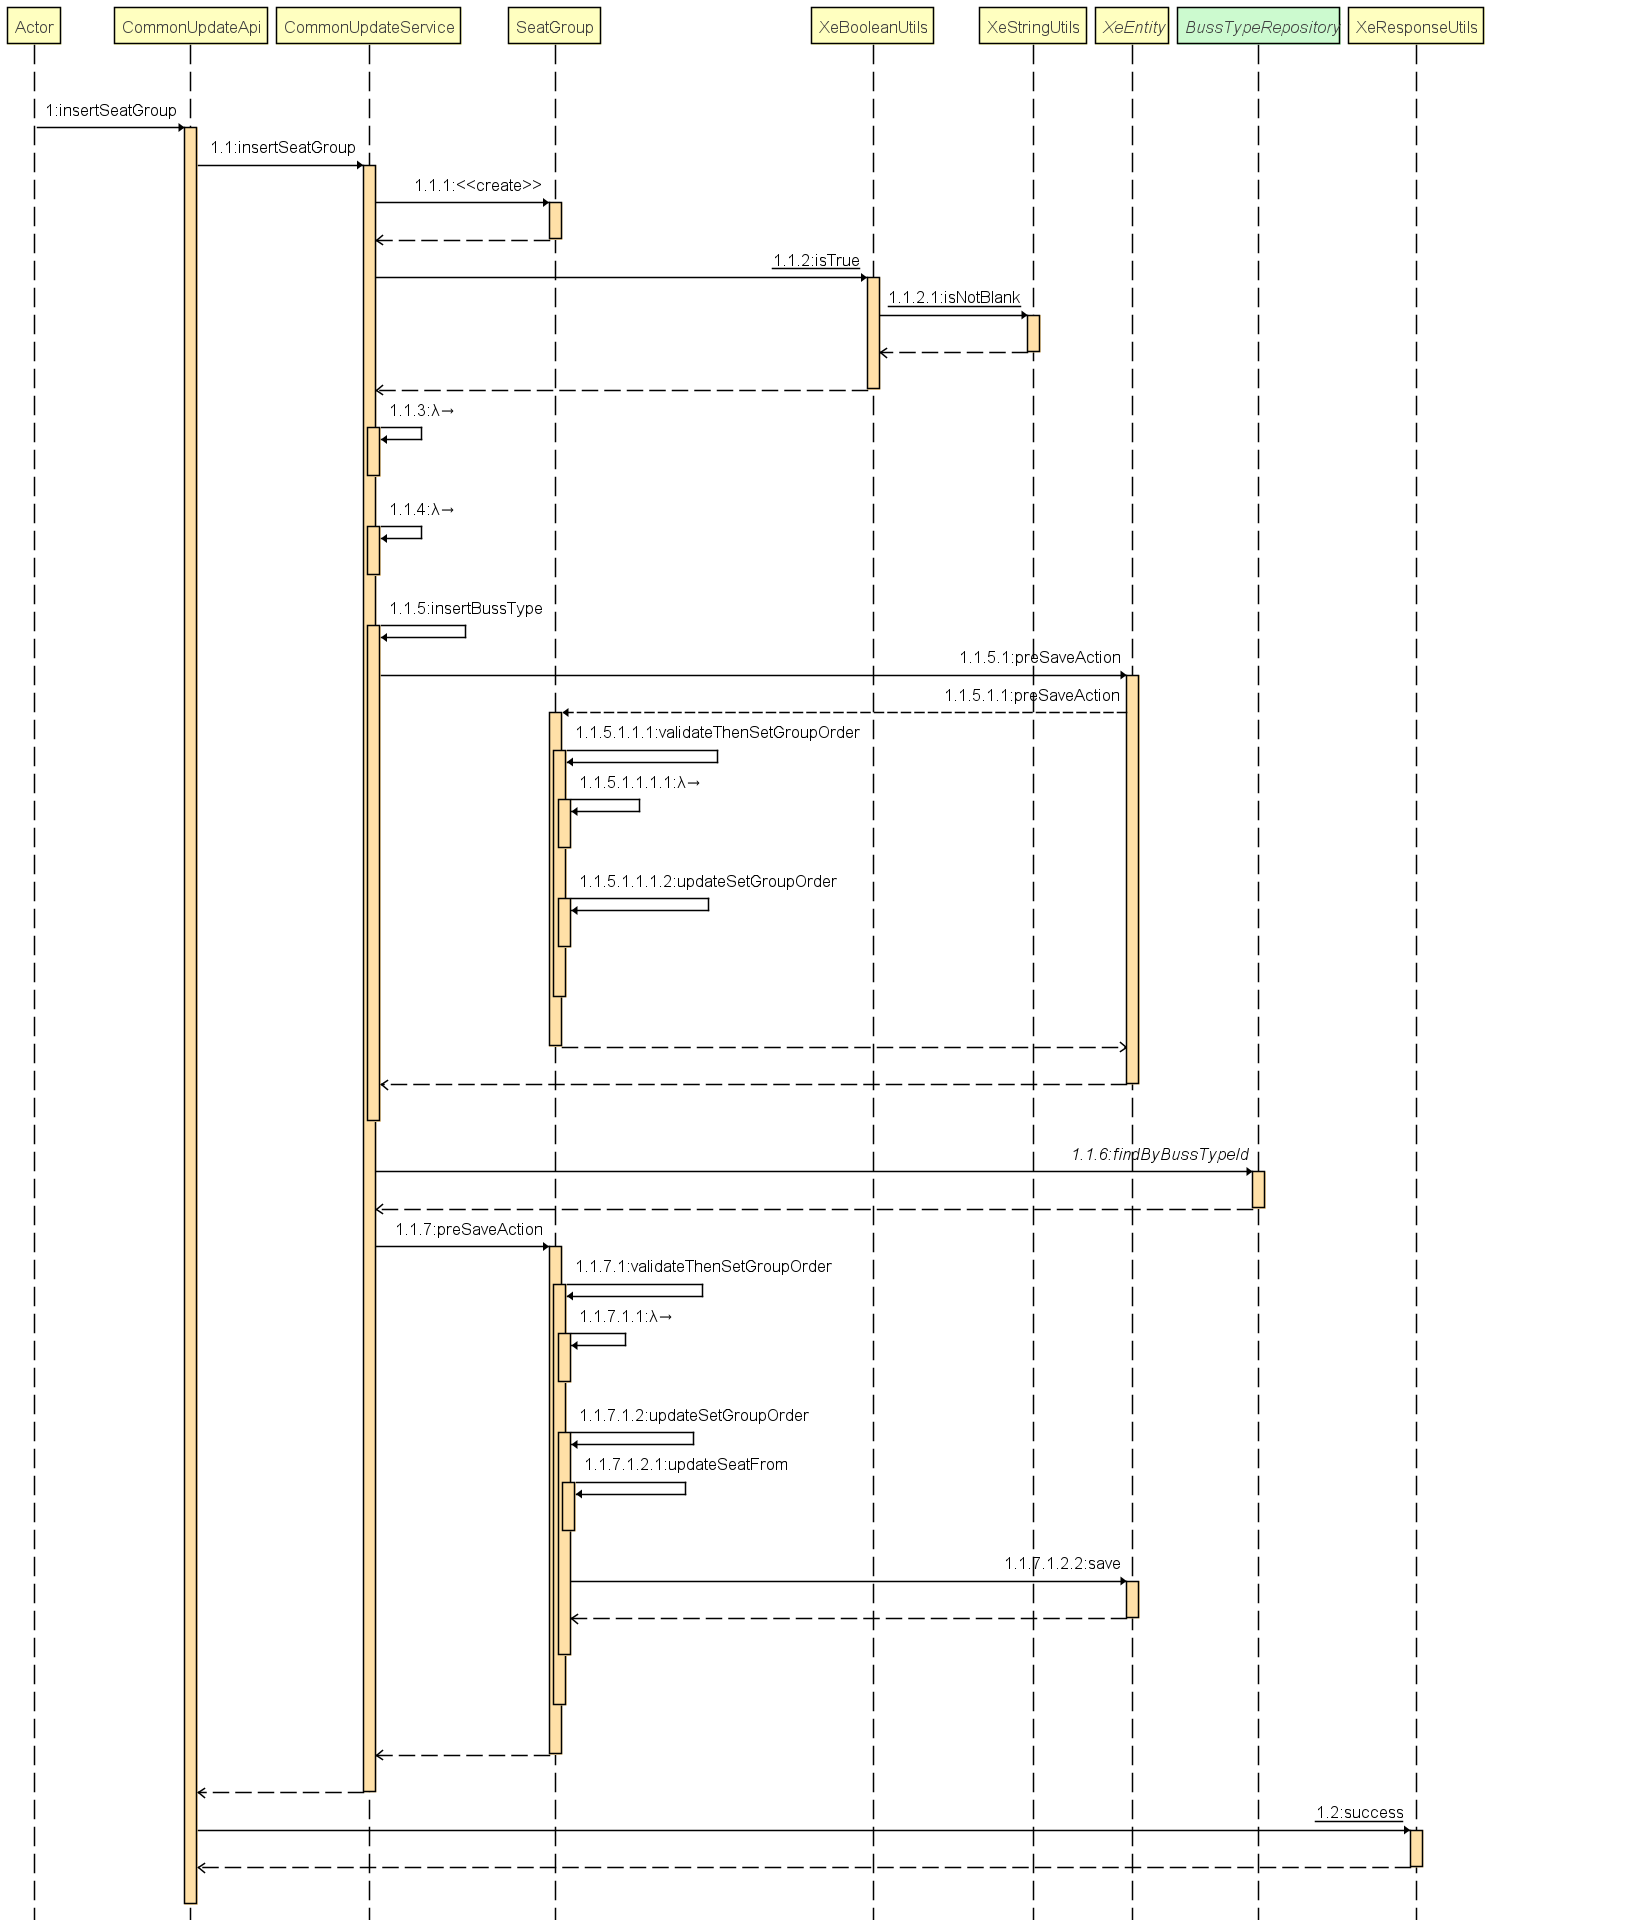 Actor
CommonUpdateApi
CommonUpdateService
SeatGroup
XeBooleanUtils
XeStringUtils
XeEntity
BussTypeRepository
XeResponseUtils
1:insertSeatGroup
1.1:insertSeatGroup
1.1.1:<<create>>
1.1.2:isTrue
1.1.2.1:isNotBlank
1.1.3:λ→
1.1.4:λ→
1.1.5:insertBussType
1.1.5.1:preSaveAction
1.1.5.1.1:preSaveAction
1.1.5.1.1.1:validateThenSetGroupOrder
1.1.5.1.1.1.1:λ→
1.1.5.1.1.1.2:updateSetGroupOrder
1.1.6:findByBussTypeId
1.1.7:preSaveAction
1.1.7.1:validateThenSetGroupOrder
1.1.7.1.1:λ→
1.1.7.1.2:updateSetGroupOrder
1.1.7.1.2.1:updateSeatFrom
1.1.7.1.2.2:save
1.2:success